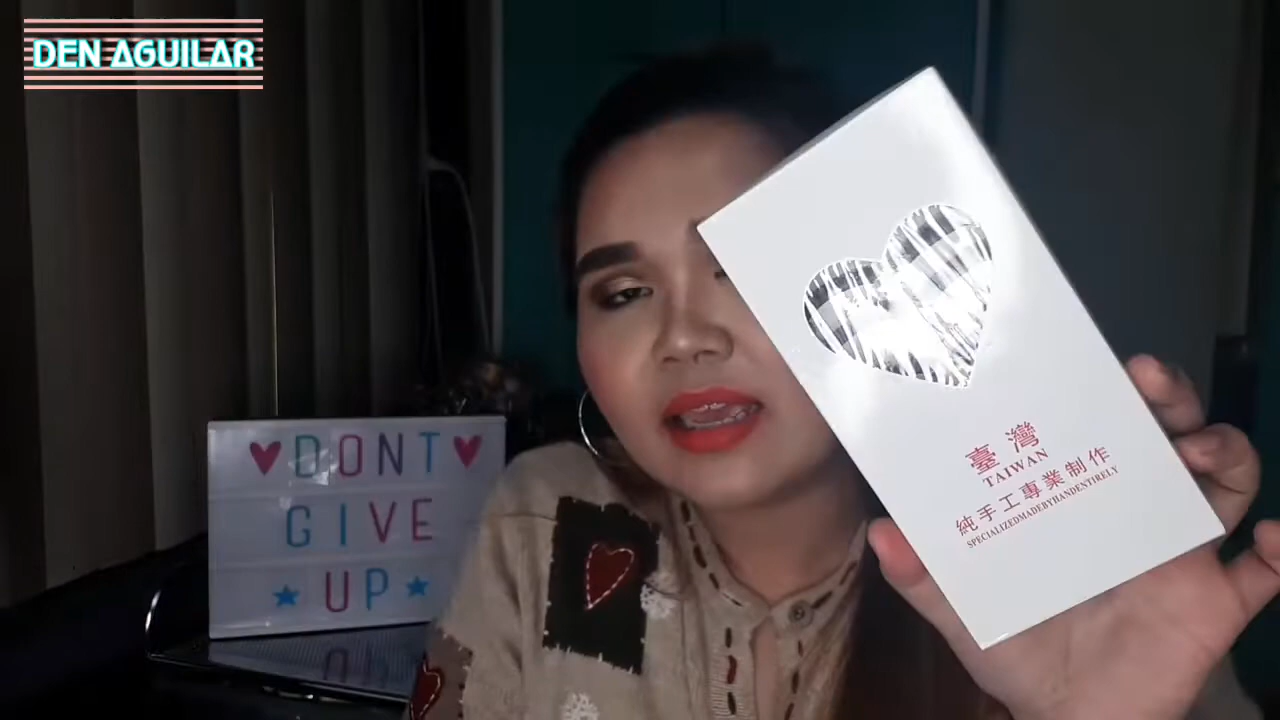 DEN AGUILAR
♥DONT♥
GIVE
★UP★
臺灣
TAIWAN
純手工專業制作
SPECIALIZEDMADEBYHANDENTIRELY